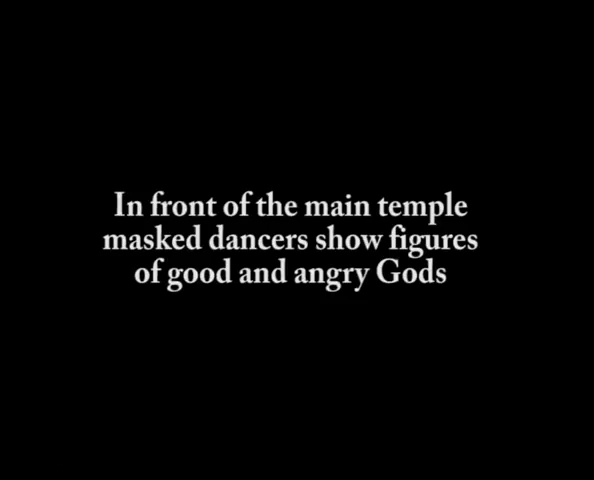 In front of the main temple
masked dancers show figures
of good and angry Gods